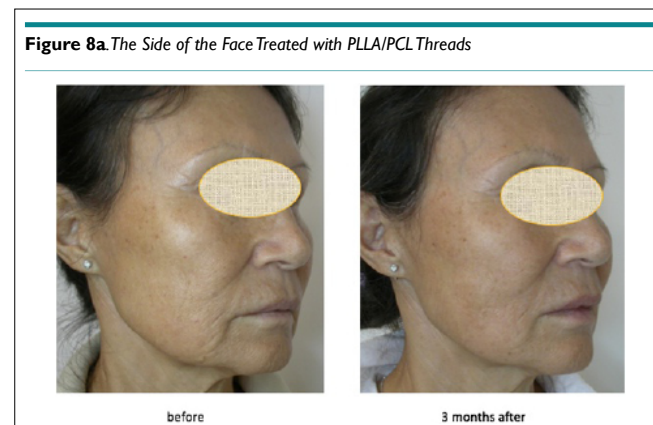 Figure 8a. The Side of the Face Treated with PLLA/PCL Threads
before
3 months after